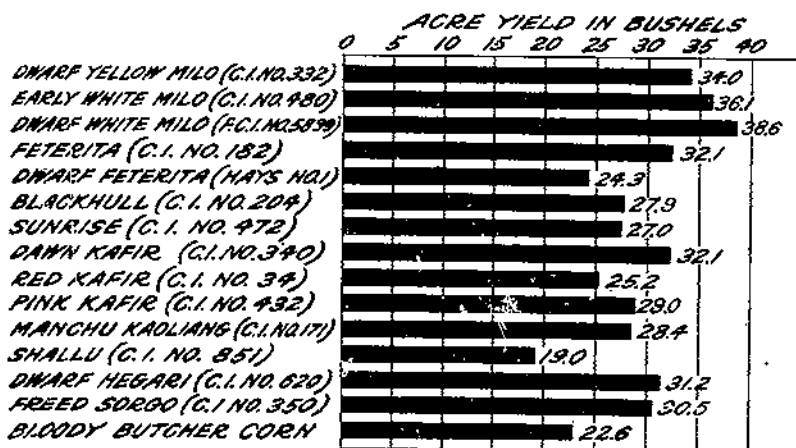 ACRE YIELD IN BUSHELS
0 5 10 15 20 25 30 35 40
DWARF YELLOW MILO (C.I. NO. 332) 34.0
EARLY WHITE MILO (C.I. NO. 480) 36.1
DWARF WHITE MILO (F.C.I. NO. 5839) 38.6
FETERITA (C.I. NO. 182) 32.1
DWARF FETERITA (HAYS NO. 1) 24.3
BLACKHULL (C.I. NO. 204) 27.9
SUNRISE (C.I. NO. 472) 27.0
DAWN KAFIR (C.I. NO. 340) 32.1
RED KAFIR (C.I. NO. 34) 25.2
PINK KAFIR (C.I. NO. 432) 29.0
MANCHU KAOLIANG (C.I. NO. 171) 28.4
SHALLU (C.I. NO. 851) 19.0
DWARF HEGARI (C.I. NO. 620) 31.2
FREED SORGO (C.I NO. 350) 30.5
BLOODY BUTCHER CORN 22.6